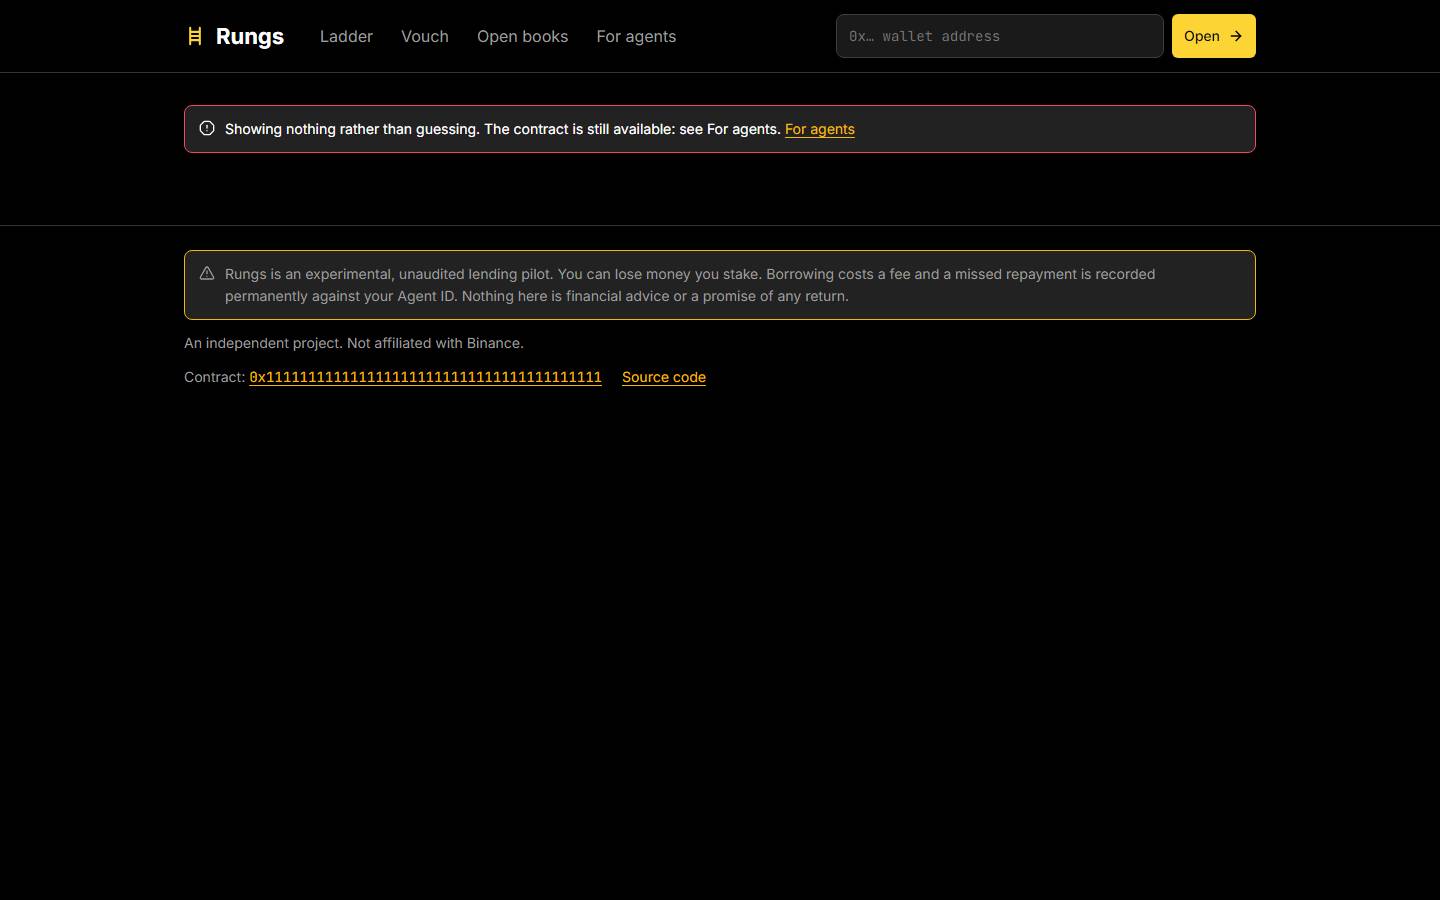 Rungs Ladder Vouch Open books For agents 0x… wallet address Open
Showing nothing rather than guessing. The contract is still available: see For agents. For agents
Rungs is an experimental, unaudited lending pilot. You can lose money you stake. Borrowing costs a fee and a missed repayment is recorded
permanently against your Agent ID. Nothing here is financial advice or a promise of any return.
An independent project. Not affiliated with Binance.
Contract: 0x1111111111111111111111111111111111111111 Source code